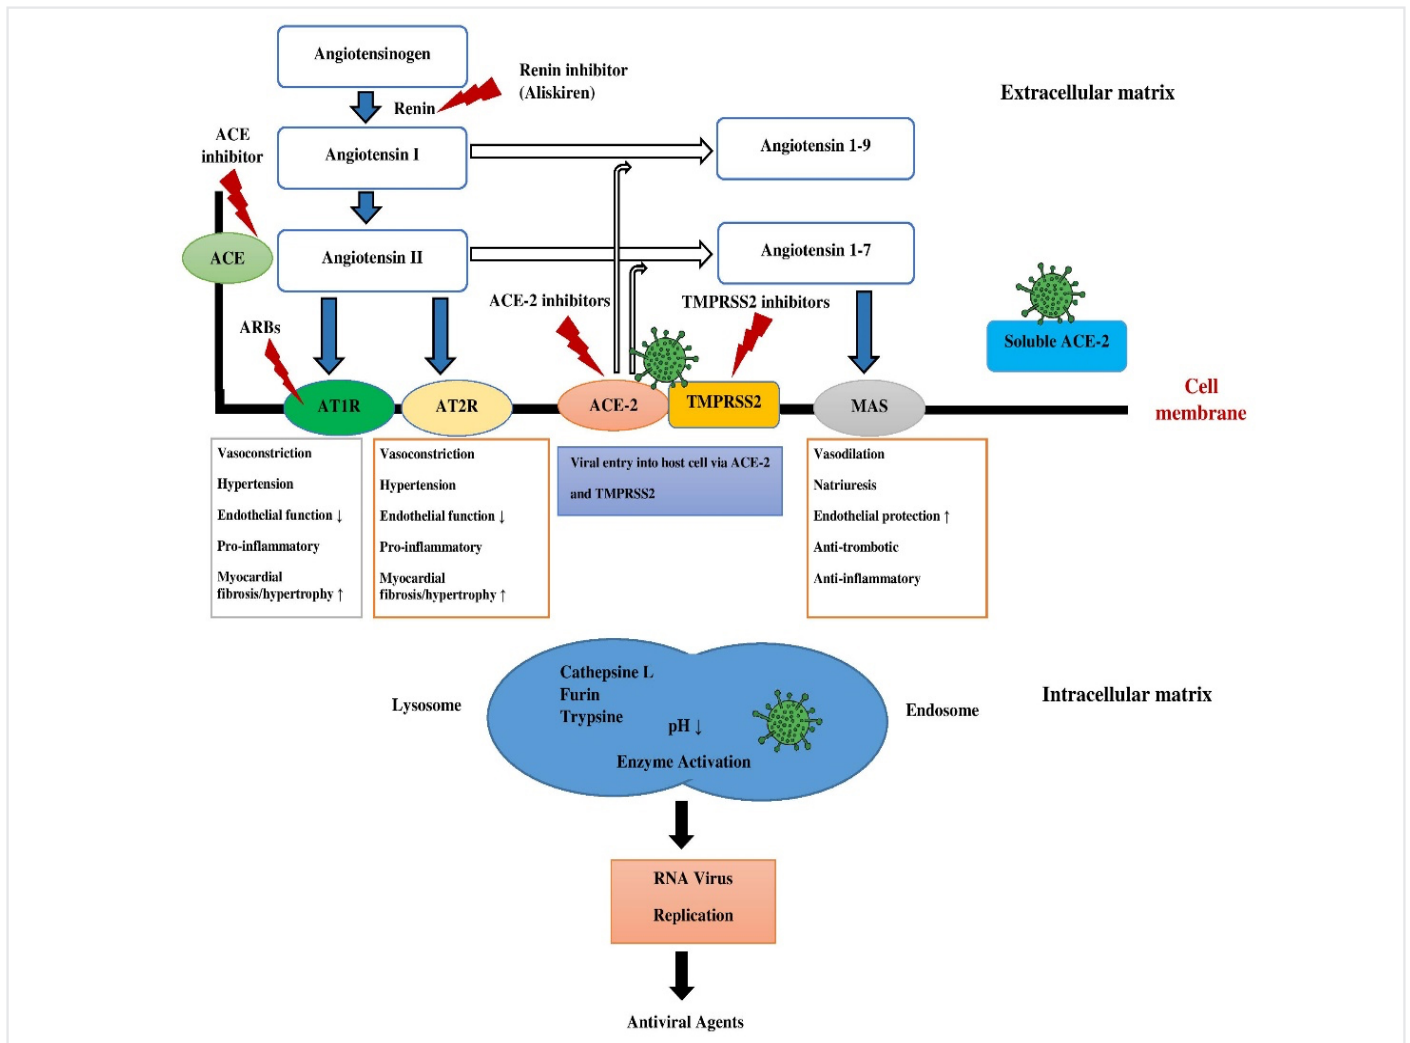 Angiotensinogen
Renin inhibitor
(Aliskiren)
Renin
Extracellular matrix
ACE
inhibitor
Angiotensin I
Angiotensin 1-9
ACE
Angiotensin II
Angiotensin 1-7
ACE-2 inhibitors
TMPRSS2 inhibitors
ARBs
Soluble ACE-2
AT1R
AT2R
ACE-2
TMPRSS2
MAS
Cell
membrane
Vasoconstriction
Hypertension
Endothelial function ↓
Pro-inflammatory
Myocardial
fibrosis/hypertrophy ↑
Vasoconstriction
Hypertension
Endothelial function ↓
Pro-inflammatory
Myocardial
fibrosis/hypertrophy ↑
Viral entry into host cell via ACE-2
and TMPRSS2
Vasodilation
Natriuresis
Endothelial protection ↑
Anti-trombotic
Anti-inflammatory
Lysosome
Cathepsine L
Furin
Trypsine
pH ↓
Enzyme Activation
Endosome
Intracellular matrix
RNA Virus
Replication
Antiviral Agents